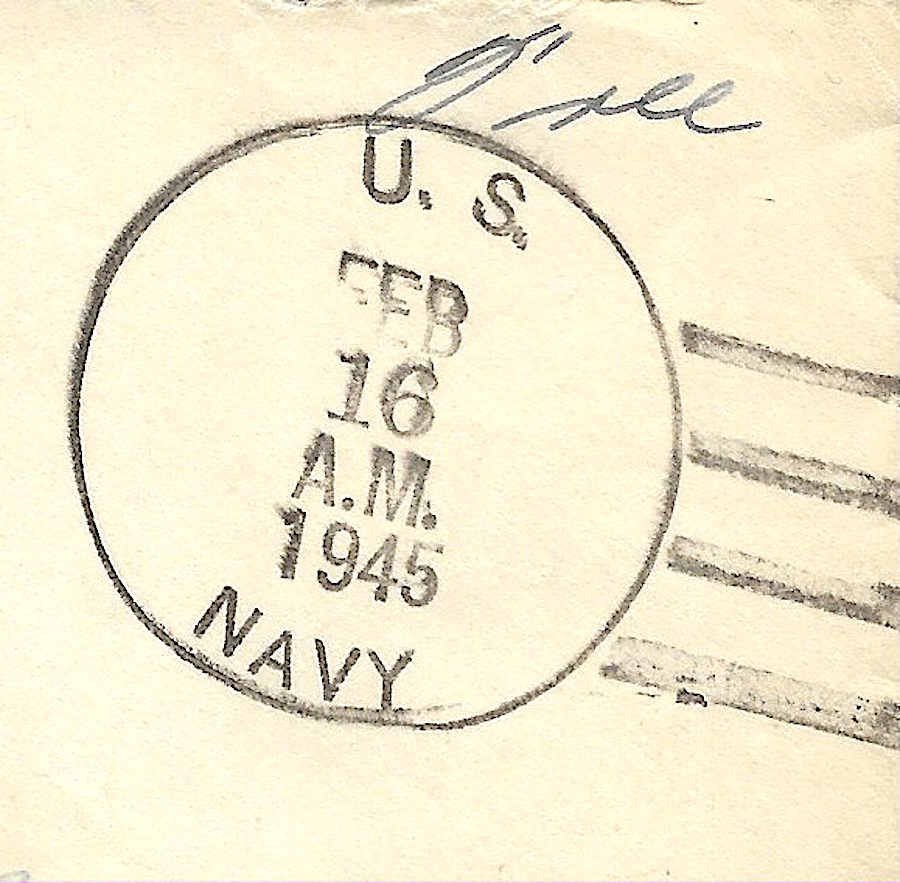 U. S.
FEB
16
A.M.
1945
NAVY